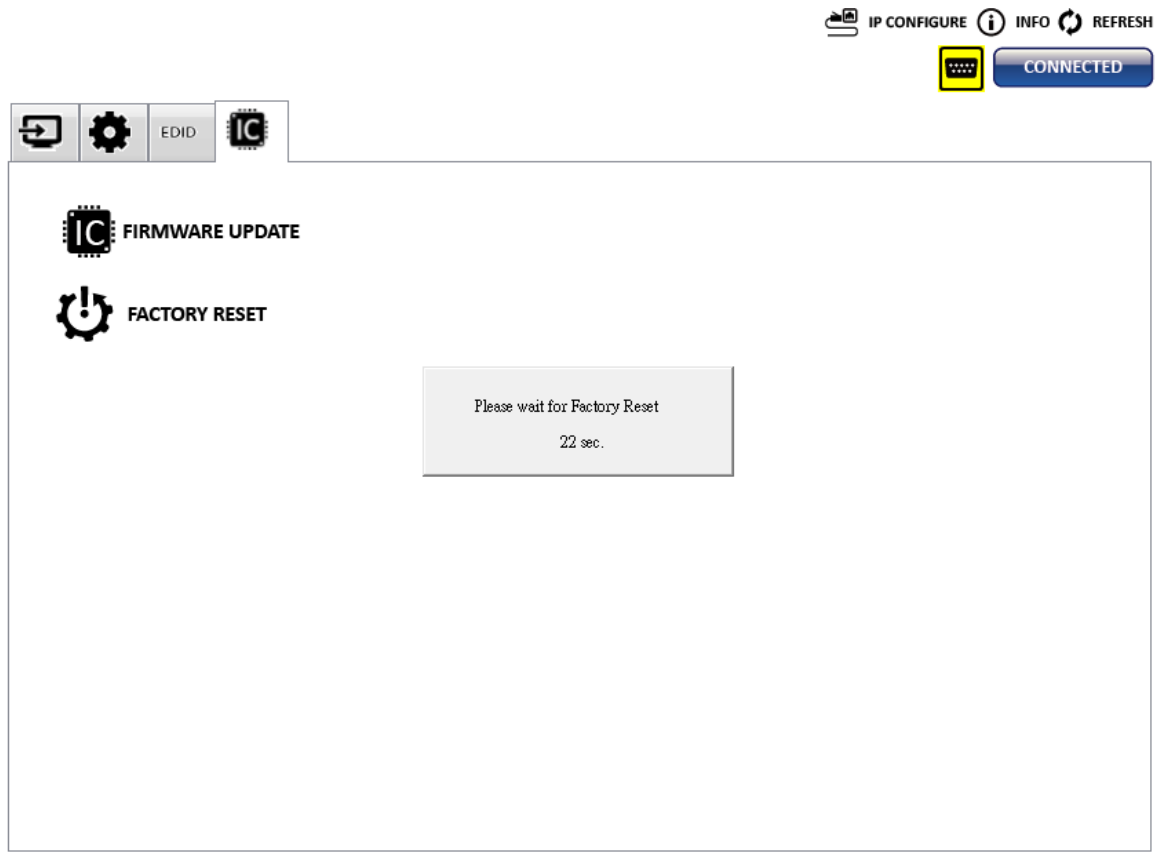 IP CONFIGURE INFO REFRESH
CONNECTED
EDID IC
IC FIRMWARE UPDATE
FACTORY RESET
Please wait for Factory Reset
22 sec.